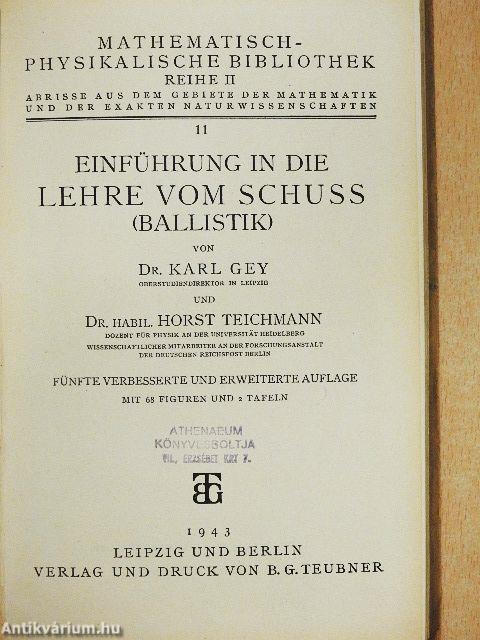 MATHEMATISCH-
PHYSIKALISCHE BIBLIOTHEK
REIHE II
ABRISSE AUS DEM GEBIETE DER MATHEMATIK
UND DER EXAKTEN NATURWISSENSCHAFTEN
11
EINFÜHRUNG IN DIE
LEHRE VOM SCHUSS
(BALLISTIK)
VON
DR. KARL GEY
OBERSTUDIENDIREKTOR IN LEIPZIG
UND
DR. HABIL. HORST TEICHMANN
DOZENT FÜR PHYSIK AN DER UNIVERSITÄT HEIDELBERG
WISSENSCHAFTLICHER MITARBEITER AN DER FORSCHUNGSANSTALT
DER DEUTSCHEN REICHSPOST BERLIN
FÜNFTE VERBESSERTE UND ERWEITERTE AUFLAGE
MIT 68 FIGUREN UND 2 TAFELN
ATHENAEUM
KÖNYVESBOLTJA
VII, ERZSÉBET KRT 7.
1943
LEIPZIG UND BERLIN
VERLAG UND DRUCK VON B. G. TEUBNER
Antikvárium.hu